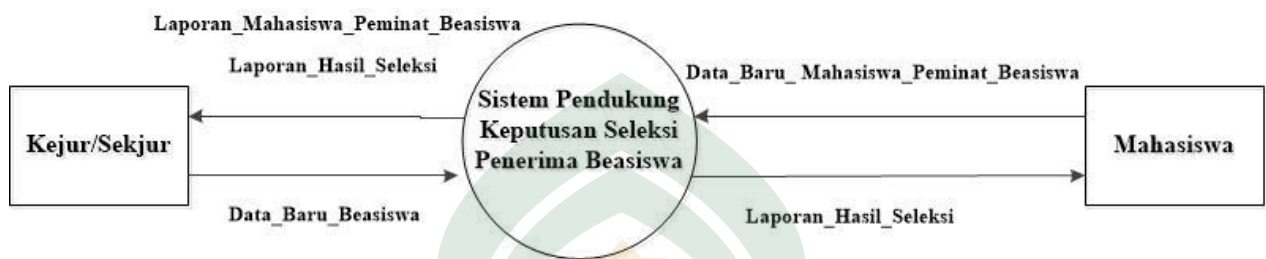 Laporan_Mahasiswa_Peminat_Beasiswa
Laporan_Hasil_Seleksi
Kejur/Sekjur
Data_Baru_Beasiswa
Sistem Pendukung
Keputusan Seleksi
Penerima Beasiswa
Data_Baru_ Mahasiswa_Peminat_Beasiswa
Mahasiswa
Laporan_Hasil_Seleksi